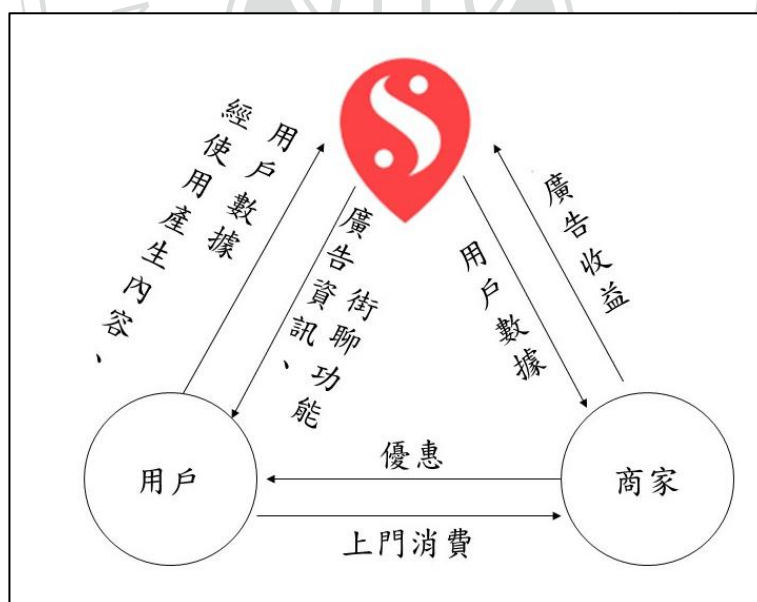 經使用產生內容、
用戶數據
廣告資訊、
街聊功能
用戶數據
廣告收益
用戶
優惠
商家
上門消費